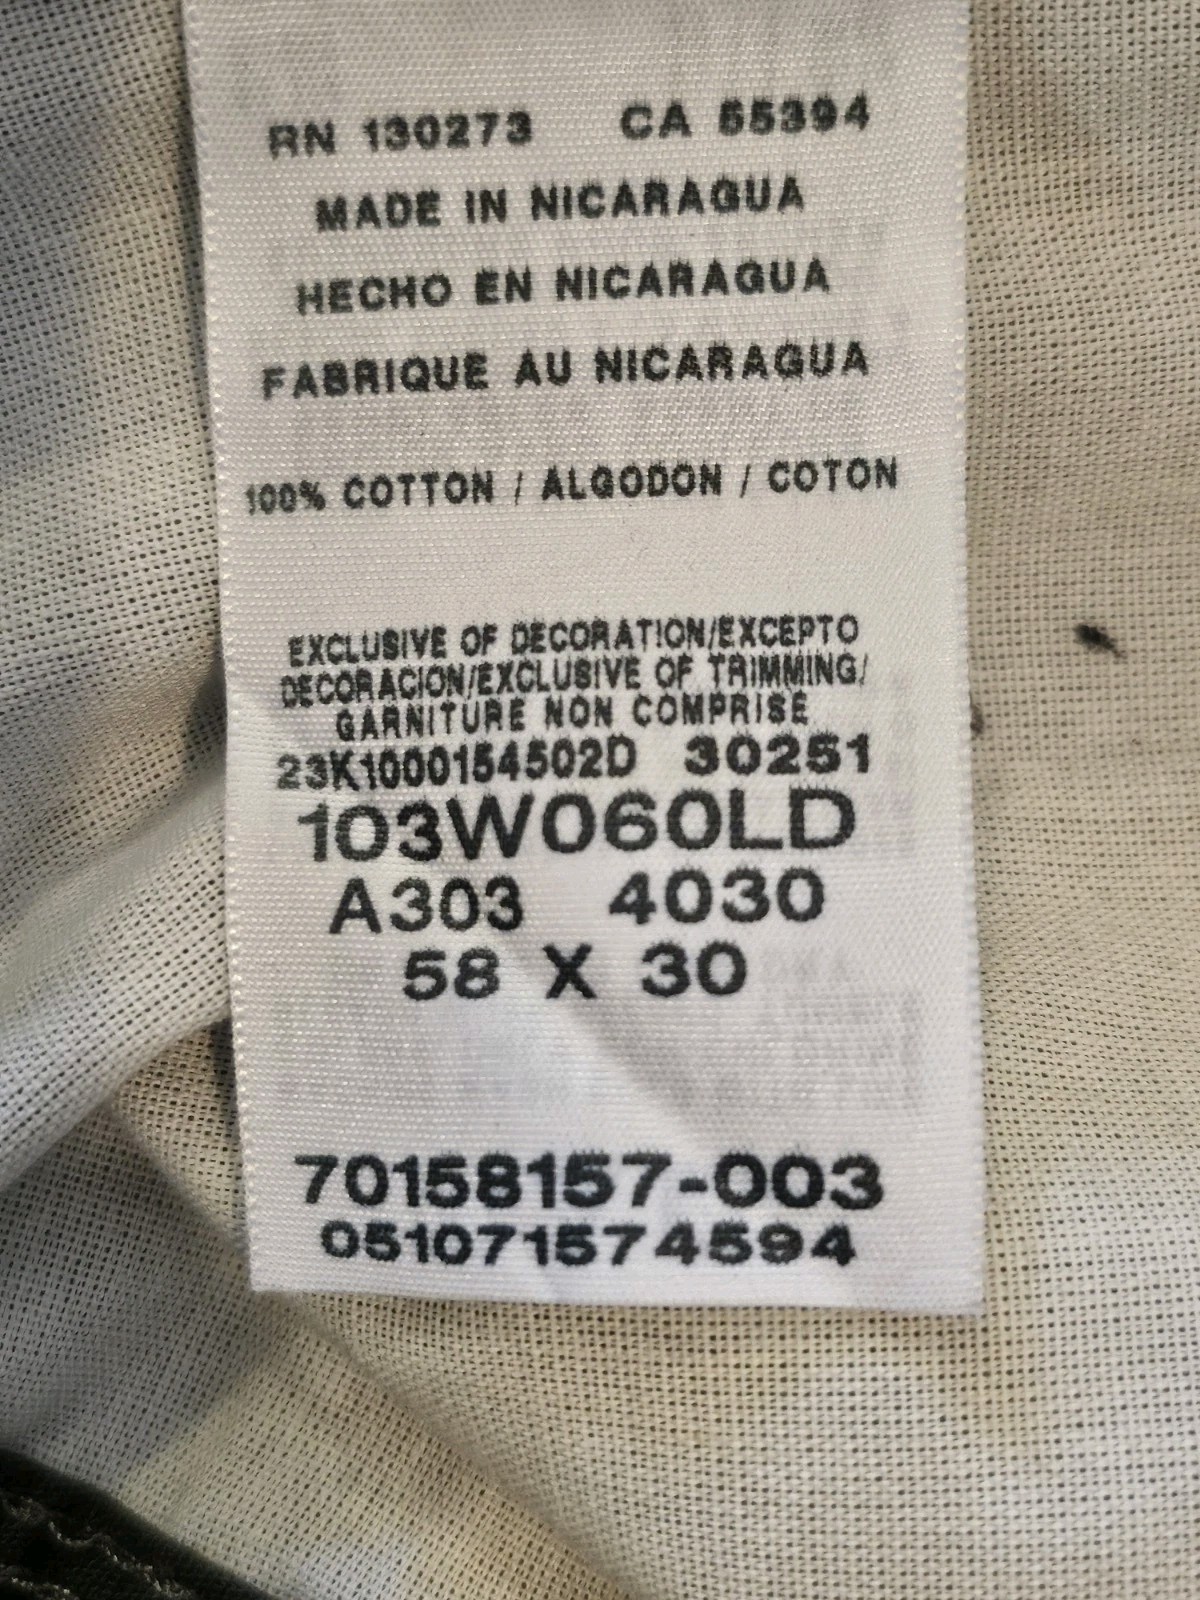 RN 130273 CA 55394
MADE IN NICARAGUA
HECHO EN NICARAGUA
FABRIQUE AU NICARAGUA
100% COTTON / ALGODON / COTON
EXCLUSIVE OF DECORATION/EXCEPTO
DECORACION/EXCLUSIVE OF TRIMMING/
GARNITURE NON COMPRISE
23K1000154502D 30251
103W060LD
A303 4030
58 X 30
70158157-003
051071574594